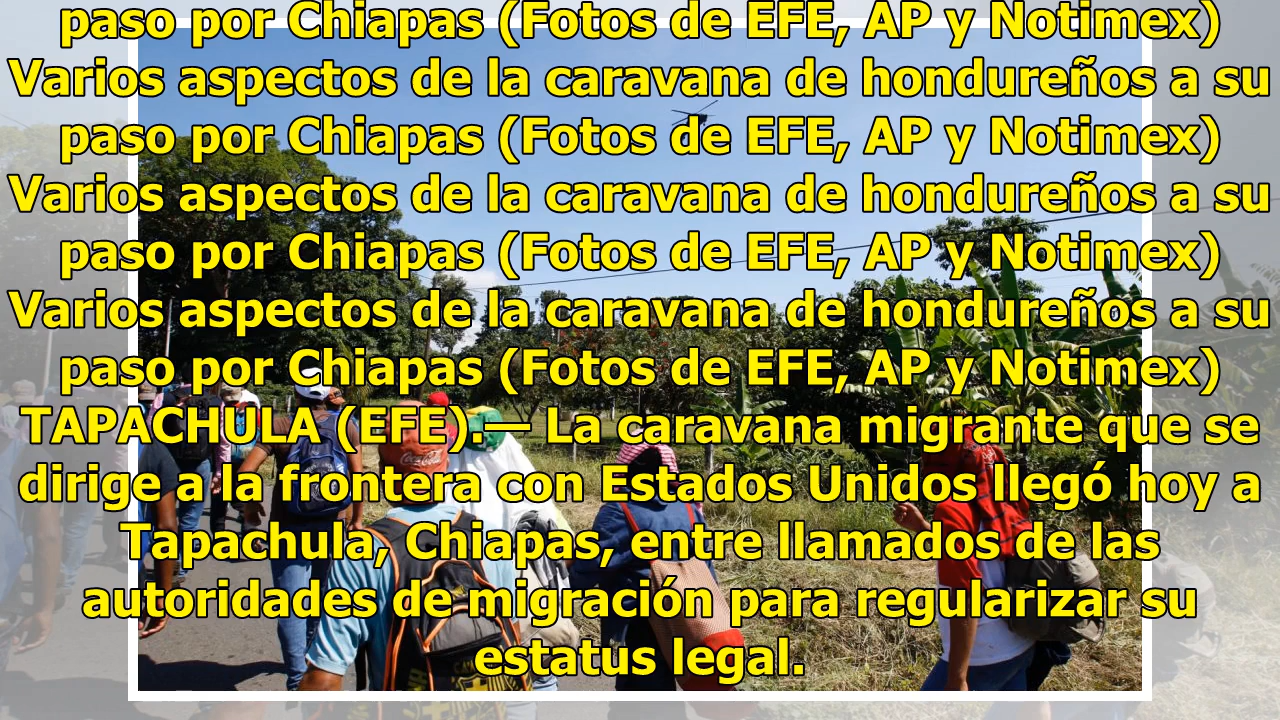 paso por Chiapas (Fotos de EFE, AP y Notimex)
Varios aspectos de la caravana de hondureños a su
paso por Chiapas (Fotos de EFE, AP y Notimex)
Varios aspectos de la caravana de hondureños a su
paso por Chiapas (Fotos de EFE, AP y Notimex)
Varios aspectos de la caravana de hondureños a su
paso por Chiapas (Fotos de EFE, AP y Notimex)
TAPACHULA (EFE).— La caravana migrante que se
dirige a la frontera con Estados Unidos llegó hoy a
Tapachula, Chiapas, entre llamados de las
autoridades de migración para regularizar su
estatus legal.
Coca-Cola